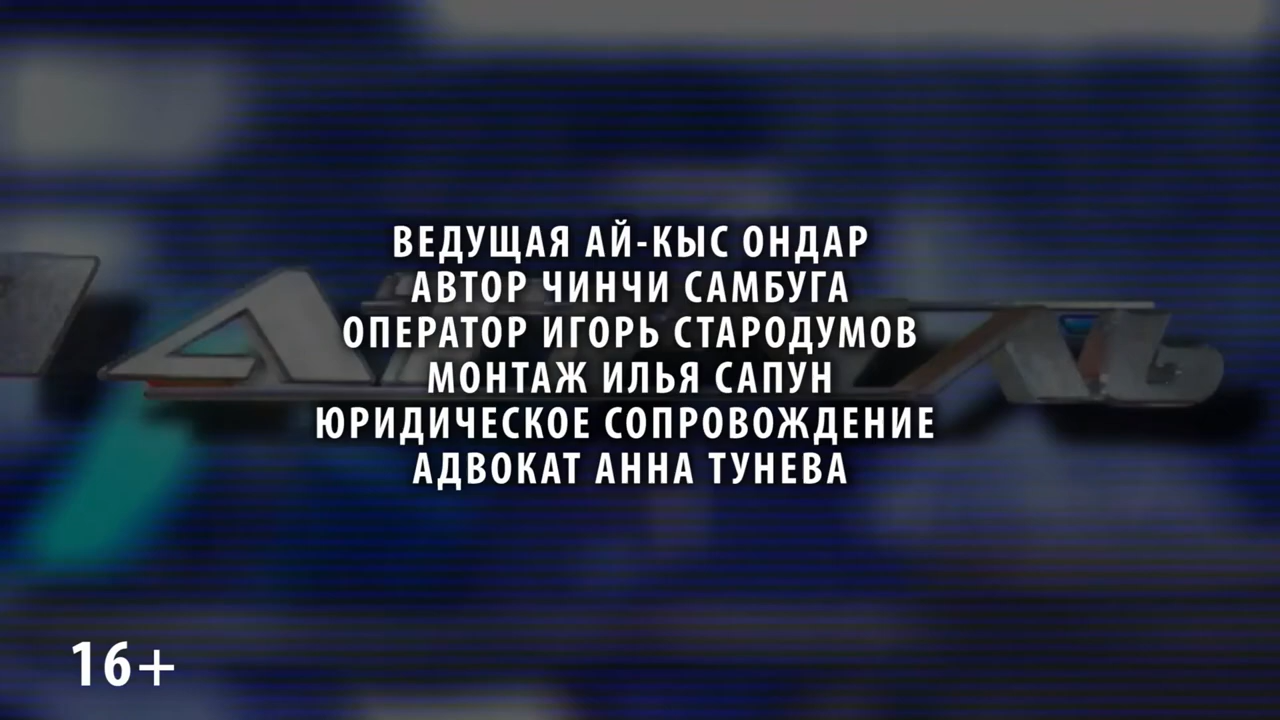 ВЕДУЩАЯ АЙ-КЫС ОНДАР
АВТОР ЧИНЧИ САМБУГА
ОПЕРАТОР ИГОРЬ СТАРОДУМОВ
МОНТАЖ ИЛЬЯ САПУН
ЮРИДИЧЕСКОЕ СОПРОВОЖДЕНИЕ
АДВОКАТ АННА ТУНЕВА
16+